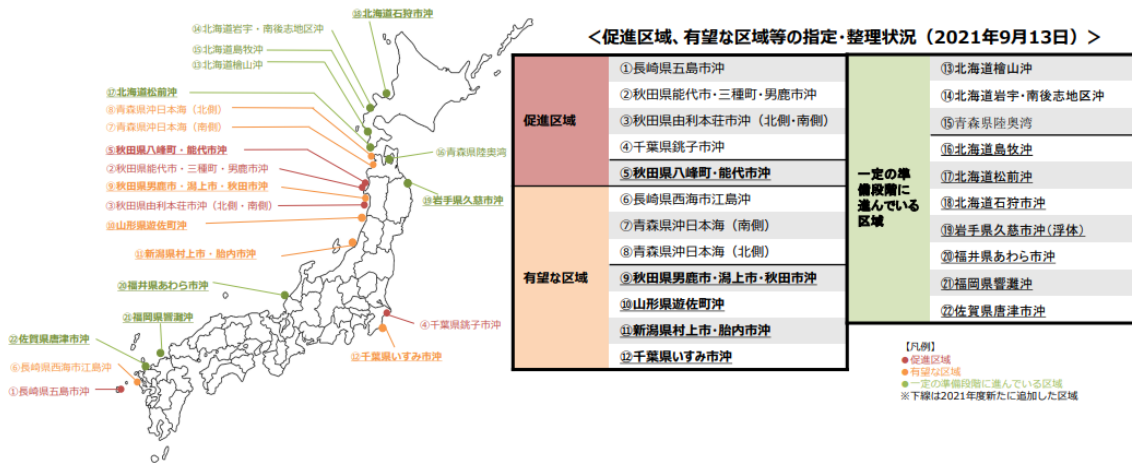 ⑱北海道石狩市沖
⑭北海道岩宇・南後志地区沖
⑮北海道島牧沖
⑬北海道檜山沖
⑰北海道松前沖
⑧青森県沖日本海（北側）
⑦青森県沖日本海（南側）
⑤秋田県八峰町・能代市沖
②秋田県能代市・三種町・男鹿市沖
⑨秋田県男鹿市・潟上市・秋田市沖
③秋田県由利本荘市沖（北側・南側）
⑩山形県遊佐町沖
⑪新潟県村上市・胎内市沖
⑯青森県陸奥湾
⑲岩手県久慈市沖
⑳福井県あわら市沖
㉑福岡県響灘沖
㉒佐賀県唐津市沖
⑥長崎県西海市江島沖
①長崎県五島市沖
④千葉県銚子市沖
⑫千葉県いすみ市沖
＜促進区域、有望な区域等の指定・整理状況（2021年9月13日）＞
促進区域
①長崎県五島市沖
②秋田県能代市・三種町・男鹿市沖
③秋田県由利本荘市沖（北側・南側）
④千葉県銚子市沖
⑤秋田県八峰町・能代市沖
有望な区域
⑥長崎県西海市江島沖
⑦青森県沖日本海（南側）
⑧青森県沖日本海（北側）
⑨秋田県男鹿市・潟上市・秋田市沖
⑩山形県遊佐町沖
⑪新潟県村上市・胎内市沖
⑫千葉県いすみ市沖
一定の準
備段階に
進んでいる
区域
⑬北海道檜山沖
⑭北海道岩宇・南後志地区沖
⑮青森県陸奥湾
⑯北海道島牧沖
⑰北海道松前沖
⑱北海道石狩市沖
⑲岩手県久慈市沖(浮体)
⑳福井県あわら市沖
㉑福岡県響灘沖
㉒佐賀県唐津市沖
【凡例】
●促進区域
●有望な区域
●一定の準備段階に進んでいる区域
※下線は2021年度新たに追加した区域